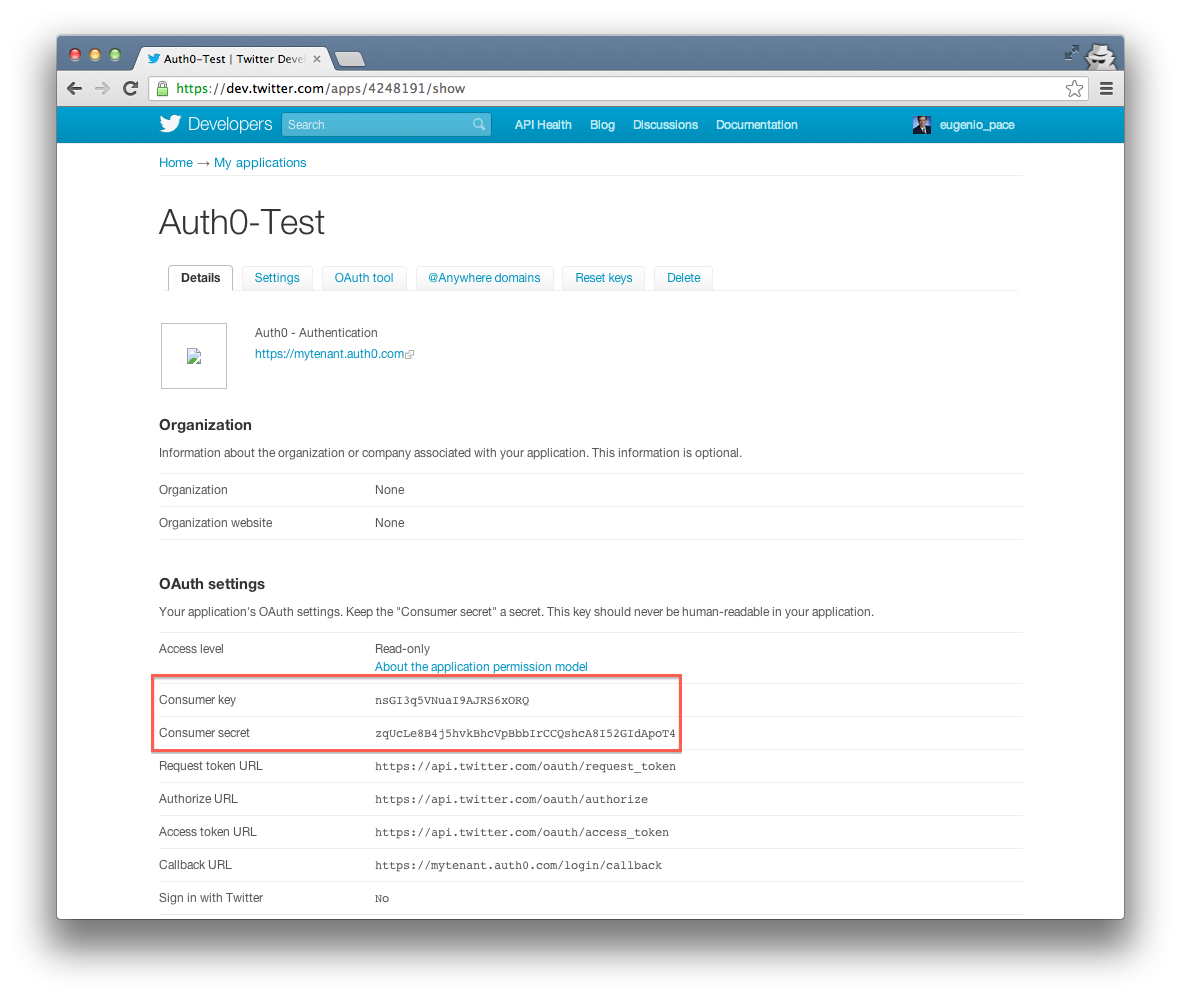 Auth0-Test | Twitter Deve
https://dev.twitter.com/apps/4248191/show
Developers Search API Health Blog Discussions Documentation eugenio_pace
Home → My applications
Auth0-Test
Details Settings OAuth tool @Anywhere domains Reset keys Delete
Auth0 - Authentication
https://mytenant.auth0.com
Organization
Information about the organization or company associated with your application. This information is optional.
Organization None
Organization website None
OAuth settings
Your application's OAuth settings. Keep the "Consumer secret" a secret. This key should never be human-readable in your application.
Access level Read-only
About the application permission model
Consumer key nsGI3q5VNuaI9AJRS6xORQ
Consumer secret zqUcLe8B4j5hvkBhcVpBbbIrCCQshcA8I52GIdApoT4
Request token URL https://api.twitter.com/oauth/request_token
Authorize URL https://api.twitter.com/oauth/authorize
Access token URL https://api.twitter.com/oauth/access_token
Callback URL https://mytenant.auth0.com/login/callback
Sign in with Twitter No